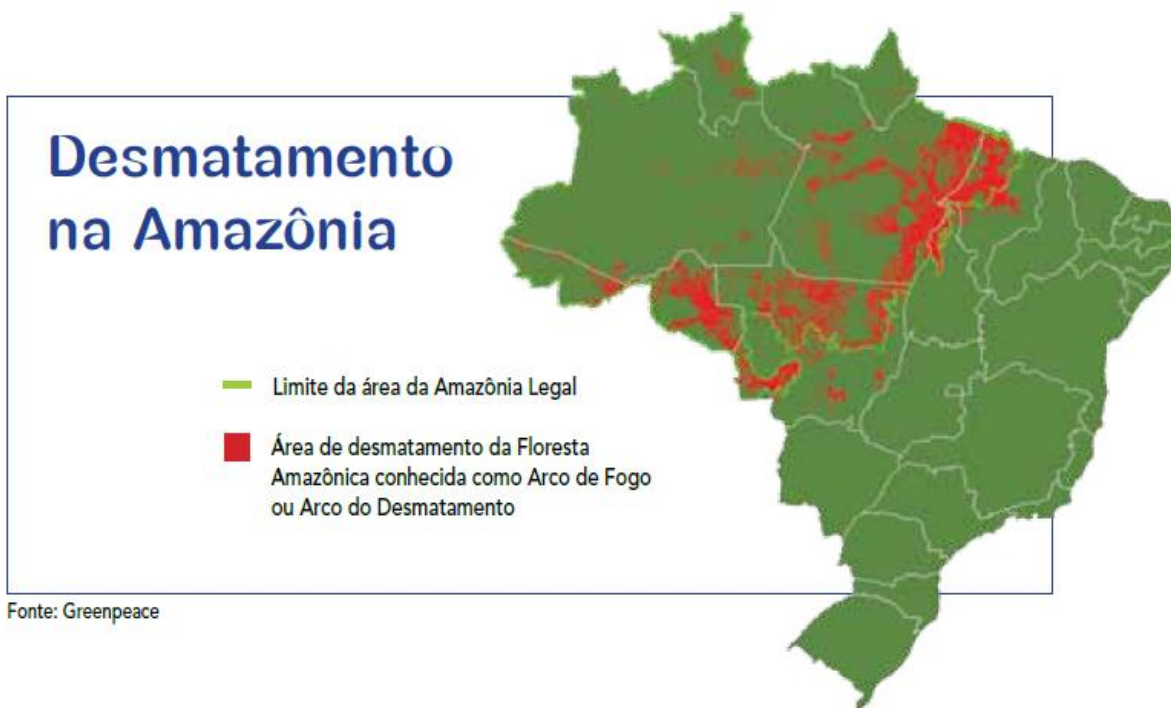 Desmatamento
na Amazônia
Limite da área da Amazônia Legal
Área de desmatamento da Floresta
Amazônica conhecida como Arco de Fogo
ou Arco do Desmatamento
Fonte: Greenpeace